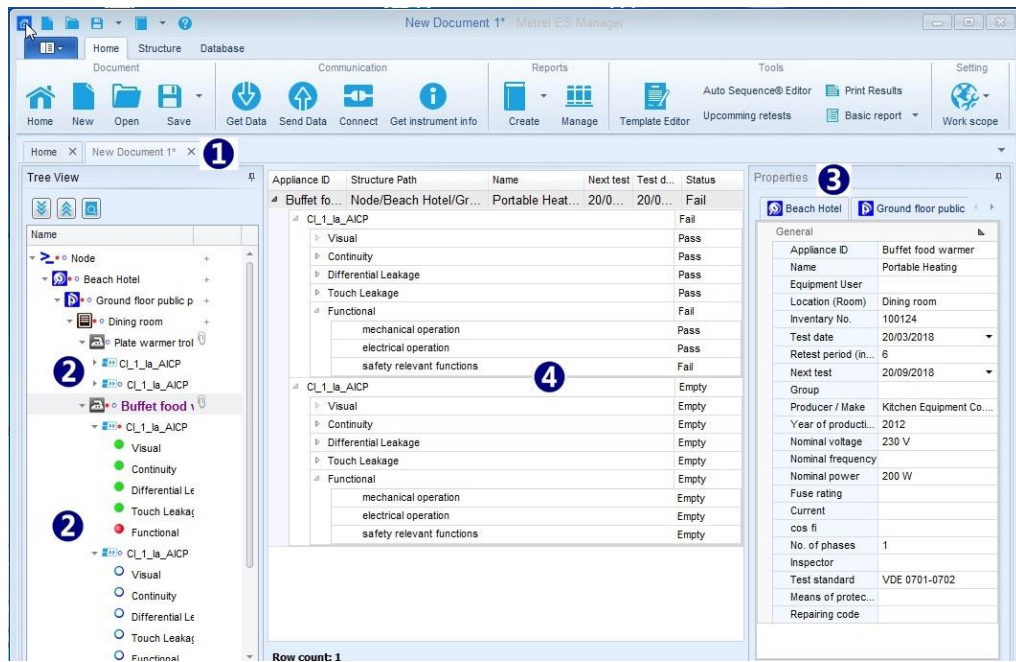 New Document 1* - Metrel ES Manager
Home Structure Database
Document Communication Reports Tools Setting
Home New Open Save Get Data Send Data Connect Get instrument info Create Manage Template Editor Auto Sequence® Editor Print Results Work scope
Upcomming retests Basic report
Home X New Document 1* X 1
Tree View
Name
Node
Beach Hotel
Ground floor public p
Dining room
Plate warmer trol
2 Cl_1_Ia_AICP
Cl_1_Ia_AICP
Buffet food
Cl_1_Ia_AICP
Visual
Continuity
Differential Le
Touch Leakag
2 Functional
Cl_1_Ia_AICP
Visual
Continuity
Differential Le
Touch Leakag
Functional
Appliance ID Structure Path Name Next test Test d... Status
Buffet fo... Node/Beach Hotel/Gr... Portable Heat... 20/0... 20/0... Fail
Cl_1_Ia_AICP Fail
Visual Pass
Continuity Pass
Differential Leakage Pass
Touch Leakage Pass
Functional Fail
mechanical operation Pass
electrical operation Pass
safety relevant functions Fail
4
Cl_1_Ia_AICP Empty
Visual Empty
Continuity Empty
Differential Leakage Empty
Touch Leakage Empty
Functional Empty
mechanical operation Empty
electrical operation Empty
safety relevant functions Empty
Row count: 1
Properties 3
Beach Hotel Ground floor public
General
Appliance ID Buffet food warmer
Name Portable Heating
Equipment User
Location (Room) Dining room
Inventory No. 100124
Test date 20/03/2018
Retest period (in... 6
Next test 20/09/2018
Group
Producer / Make Kitchen Equipment Co....
Year of producti... 2012
Nominal voltage 230 V
Nominal frequency
Nominal power 200 W
Fuse rating
Current
cos fi
No. of phases 1
Inspector
Test standard VDE 0701-0702
Means of protec...
Repairing code